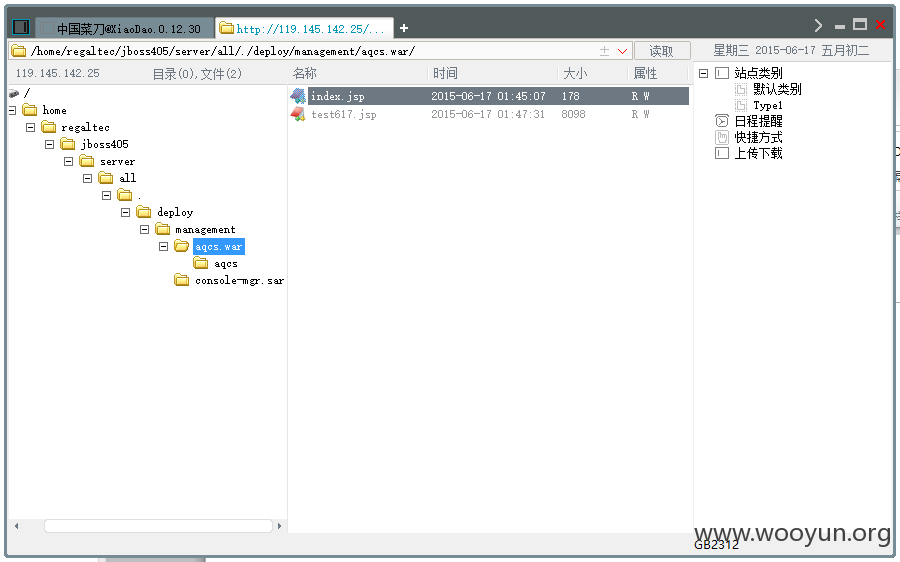 中国菜刀@XiaoDao.0.12.30
http://119.145.142.25/...
/home/regaltec/jboss405/server/all/./deploy/management/aqcs.war/
读取
星期三 2015-06-17 五月初二
119.145.142.25 目录(0),文件(2)
名称 时间 大小 属性
/
home
regaltec
jboss405
server
all
.
deploy
management
aqcs.war
aqcs
console-mgr.sar
index.jsp 2015-06-17 01:45:07 178 R W
test617.jsp 2015-06-17 01:47:31 8098 R W
站点类别
默认类别
Type1
日程提醒
快捷方式
上传下载
www.wooyun.org
GB2312